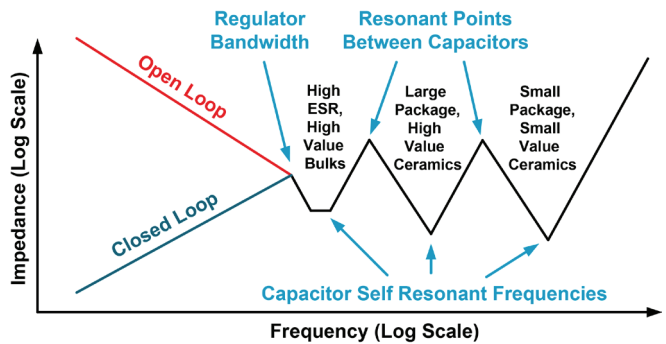 Regulator
Bandwidth
Resonant Points
Between Capacitors
Open Loop
High
ESR,
High
Value
Bulks
Large
Package,
High
Value
Ceramics
Small
Package,
Small
Value
Ceramics
Impedance (Log Scale)
Closed Loop
Capacitor Self Resonant Frequencies
Frequency (Log Scale)